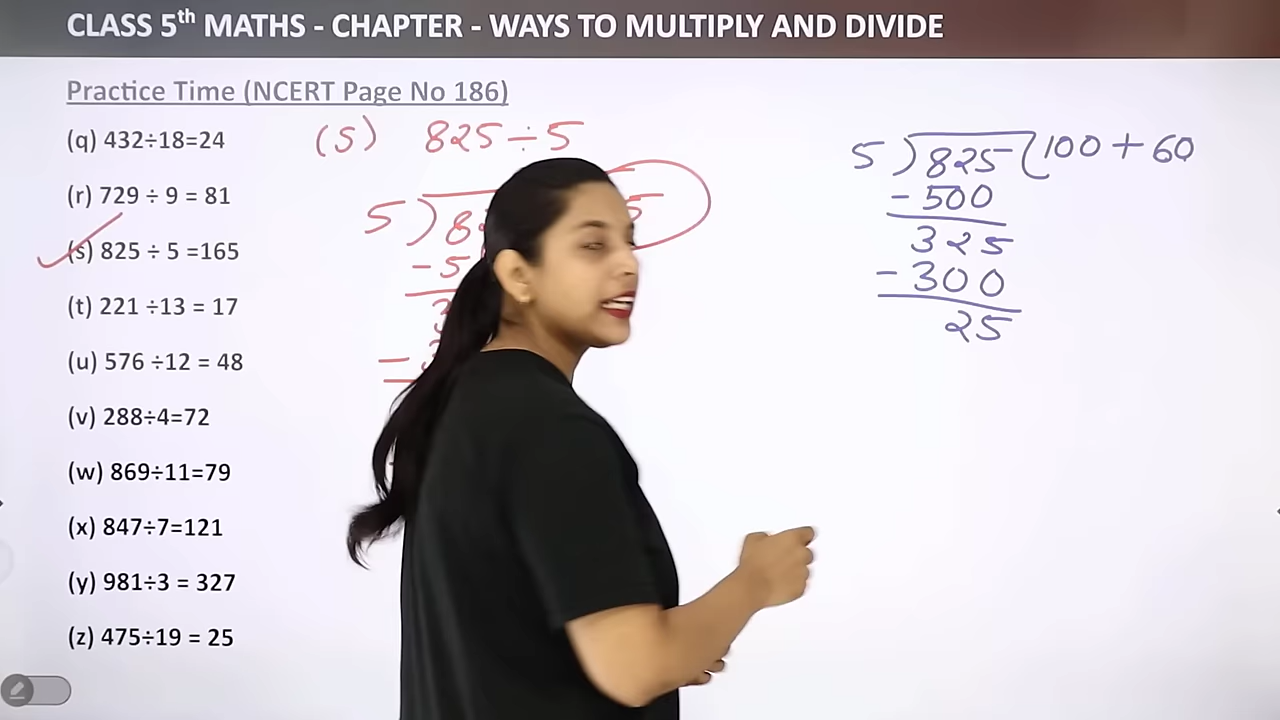 CLASS 5th MATHS - CHAPTER - WAYS TO MULTIPLY AND DIVIDE
Practice Time (NCERT Page No 186)
(q) 432÷18=24
(r) 729 ÷ 9 = 81
(s) 825 ÷ 5 =165
(t) 221 ÷13 = 17
(u) 576 ÷12 = 48
(v) 288÷4=72
(w) 869÷11=79
(x) 847÷7=121
(y) 981÷3 = 327
(z) 475÷19 = 25
(S) 825 ÷ 5
5 ) 8
- 5
3
-
5 ) 825 ( 100 + 60
- 500
325
- 300
25